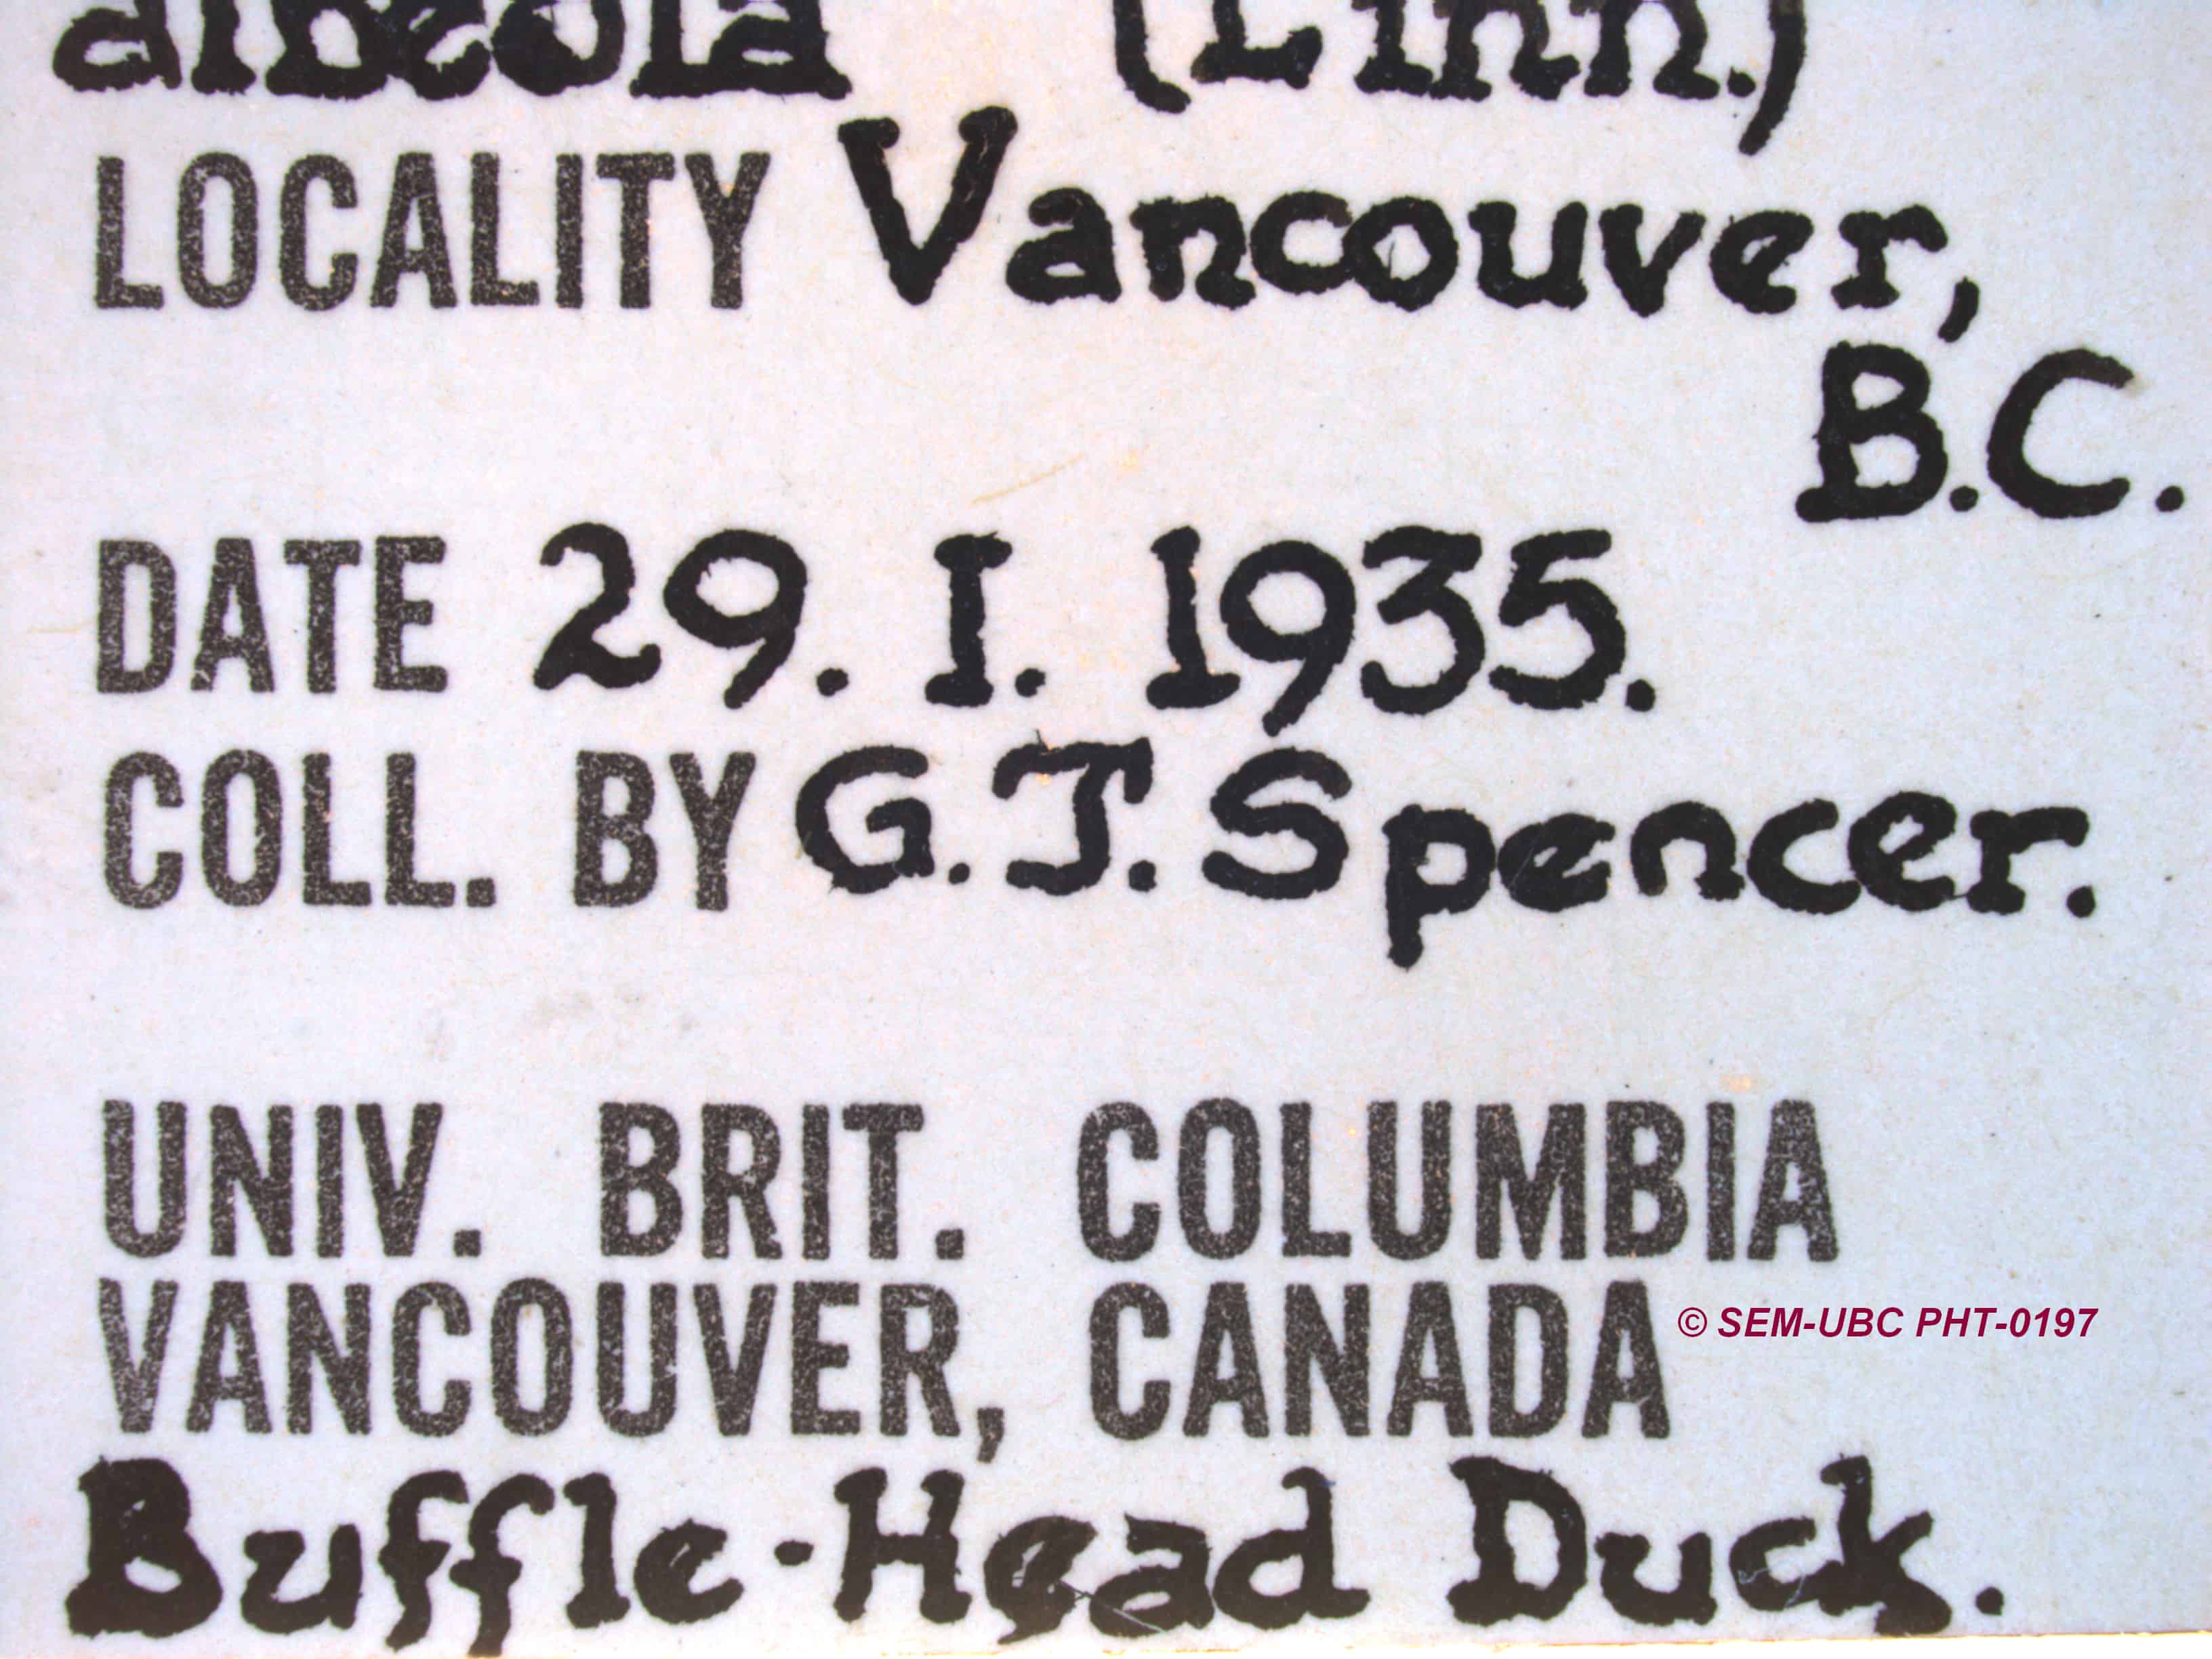 albeola (Linn.)
LOCALITY Vancouver,
B.C.
DATE 29. I. 1935.
COLL. BY G.J. Spencer.
UNIV. BRIT. COLUMBIA
VANCOUVER, CANADA
© SEM-UBC PHT-0197
Buffle-Head Duck.